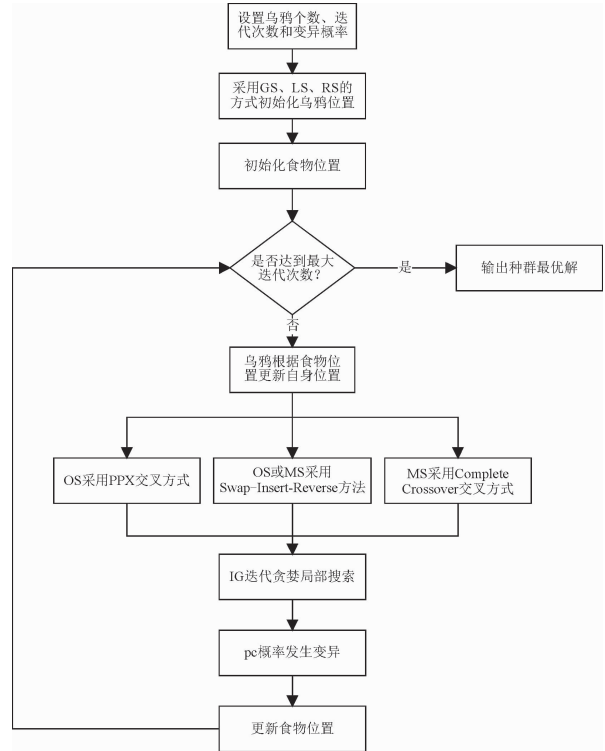 设置乌鸦个数、迭
代次数和变异概率
采用GS、LS、RS的
方式初始化乌鸦位置
初始化食物位置
是否达到最大
迭代次数?
是
输出种群最优解
否
乌鸦根据食物位
置更新自身位置
OS采用PPX交叉方式
OS或MS采用
Swap-Insert-Reverse方法
MS采用Complete
Crossover交叉方式
IG迭代贪婪局部搜索
pc概率发生变异
更新食物位置